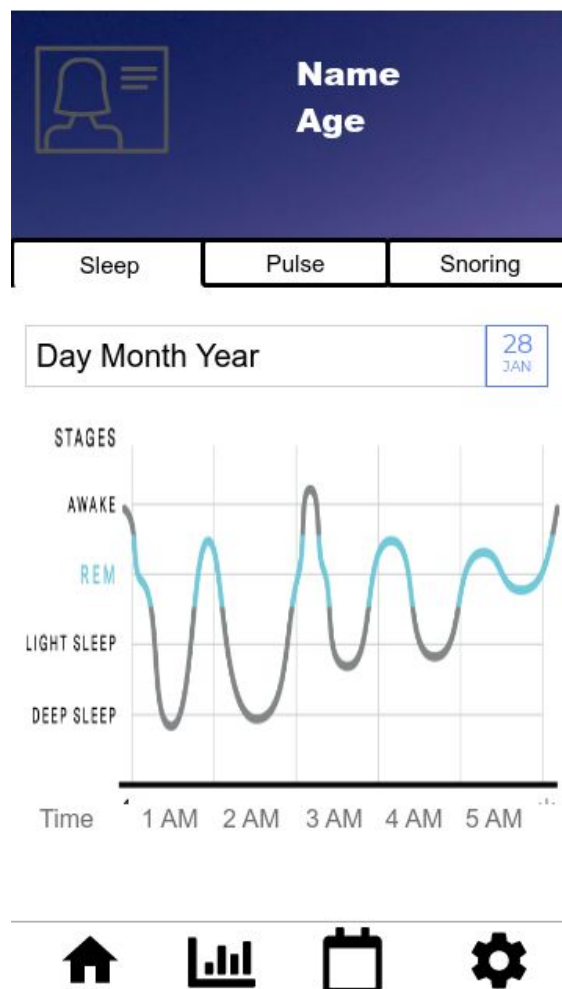 Name
Age
Sleep Pulse Snoring
Day Month Year
28
JAN
STAGES
AWAKE
REM
LIGHT SLEEP
DEEP SLEEP
Time 1 AM 2 AM 3 AM 4 AM 5 AM